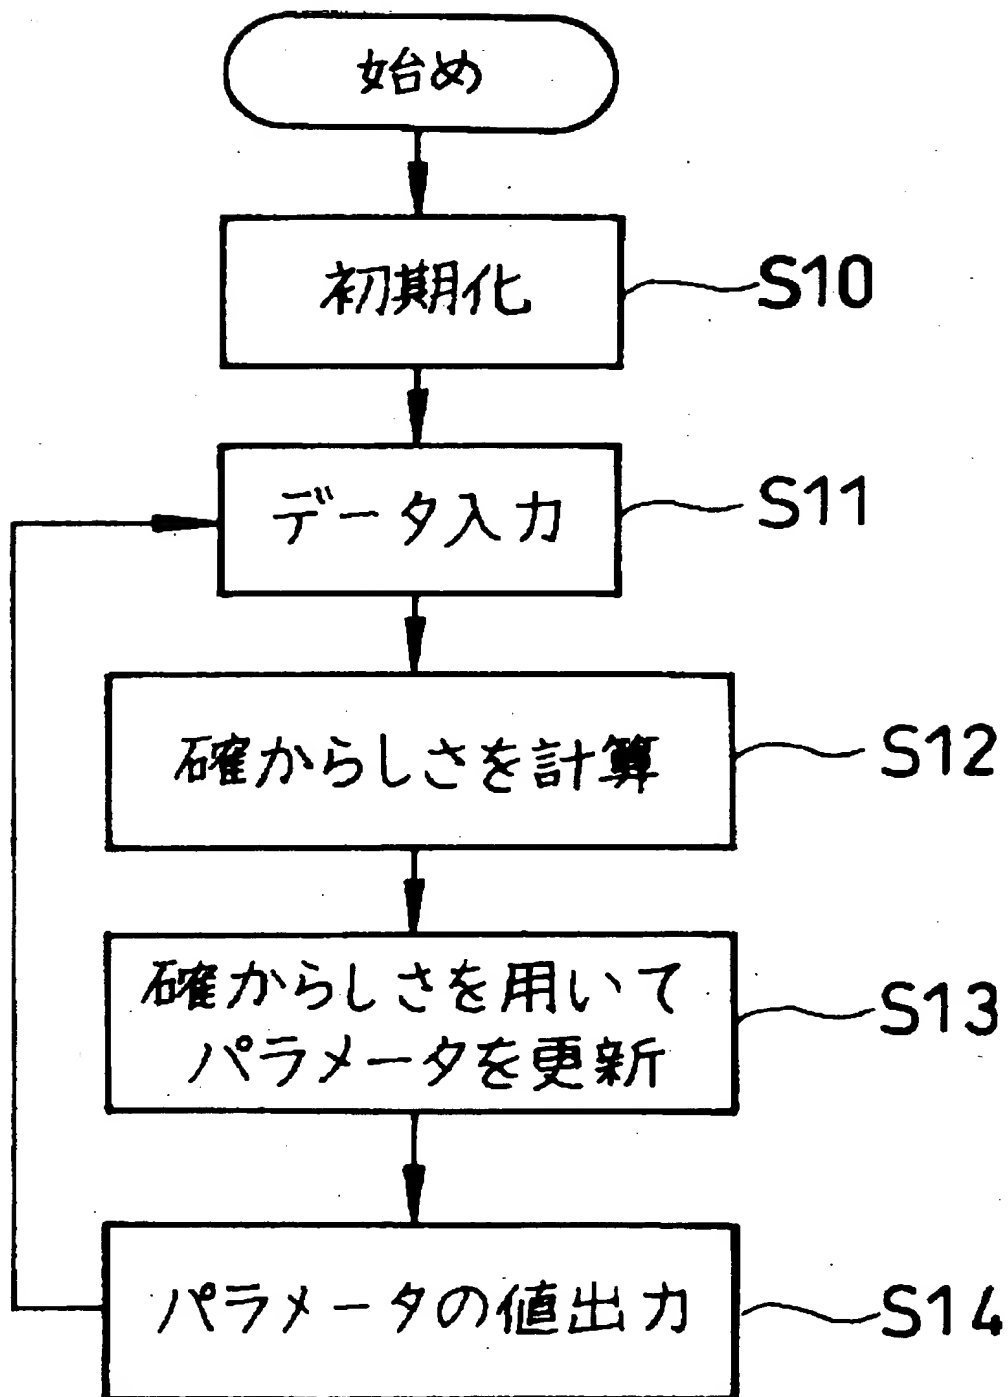 始め
初期化
S10
データ入力
S11
確からしさを計算
S12
確からしさを用いて
パラメータを更新
S13
パラメータの値出力
S14